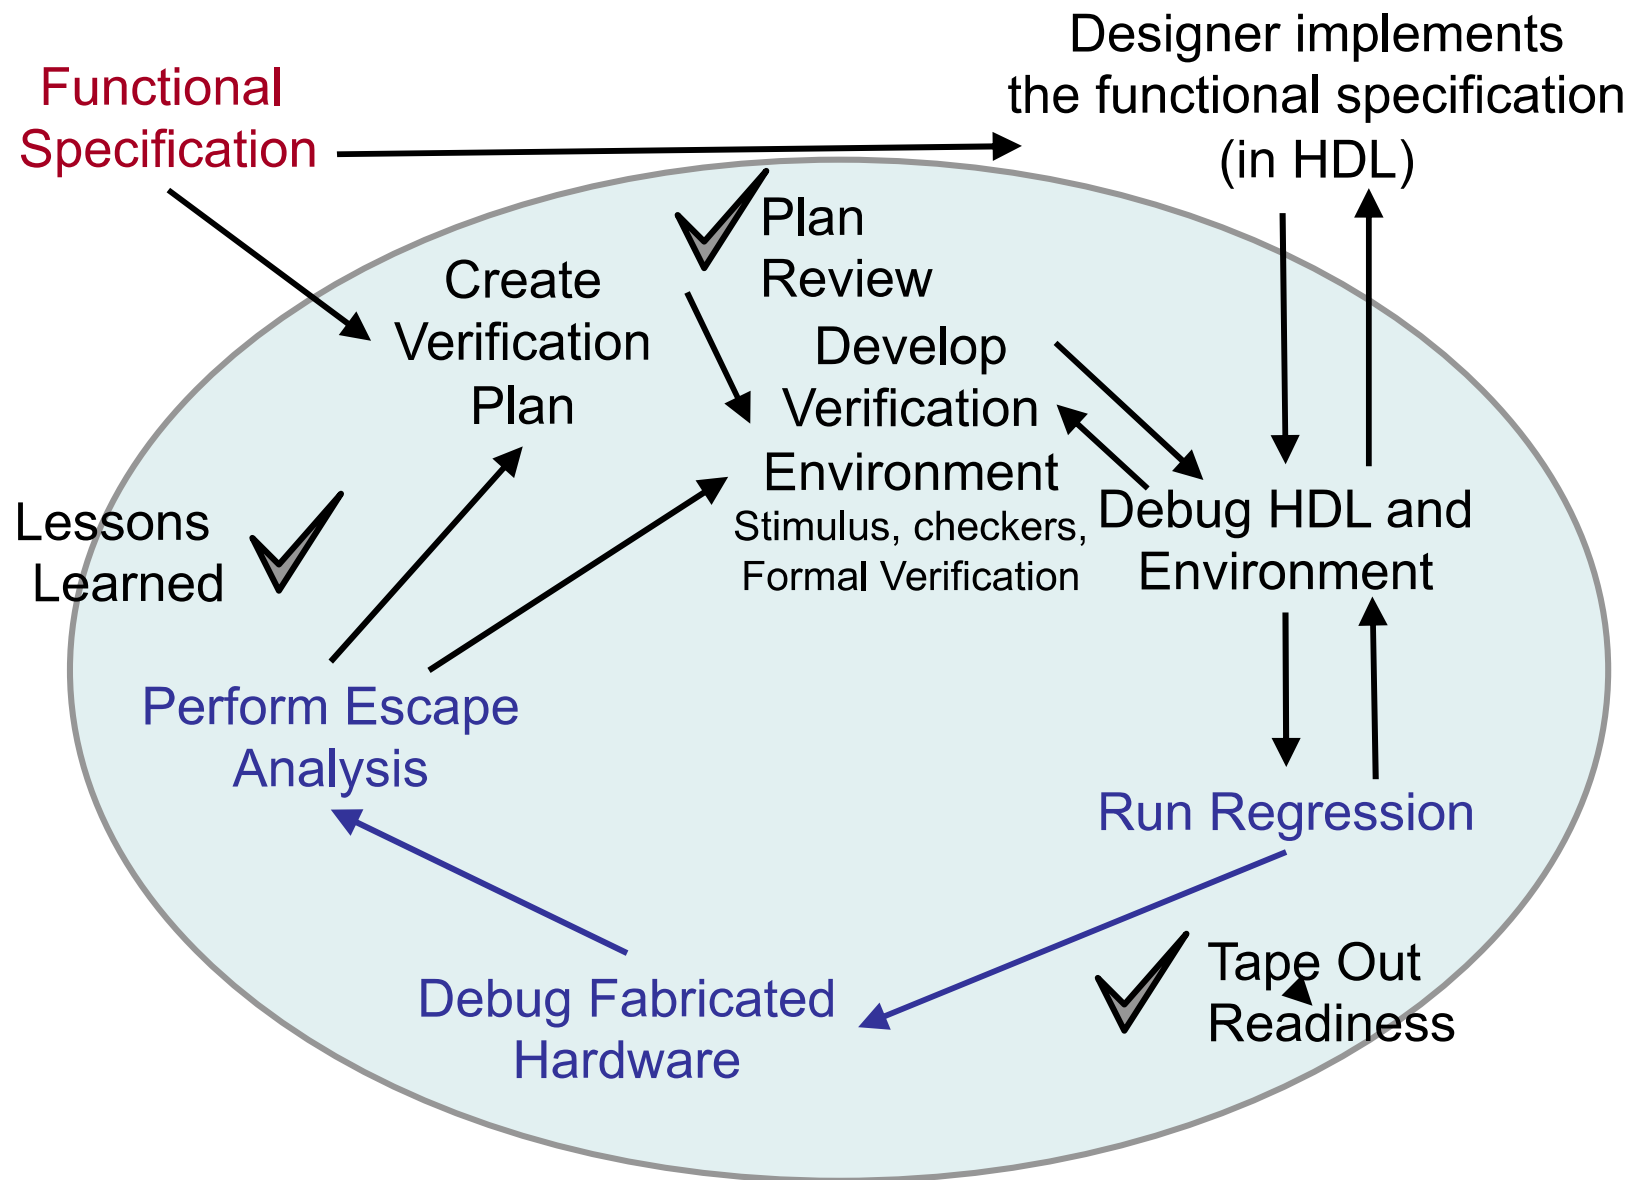 Functional
Specification
Designer implements
the functional specification
(in HDL)
Plan
Review
Create
Verification
Plan
Develop
Verification
Environment
Stimulus, checkers,
Formal Verification
Debug HDL and
Environment
Lessons
Learned
Perform Escape
Analysis
Run Regression
Tape Out
Readiness
Debug Fabricated
Hardware